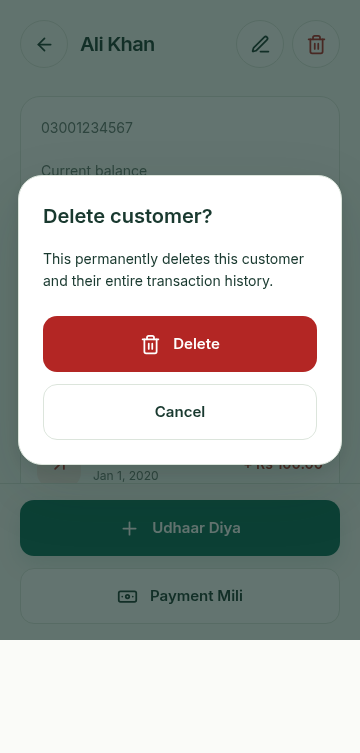 Ali Khan
03001234567
Current balance
Delete customer?
This permanently deletes this customer
and their entire transaction history.
Delete
Cancel
Jan 1, 2020
Udhaar Diya
Payment Mili